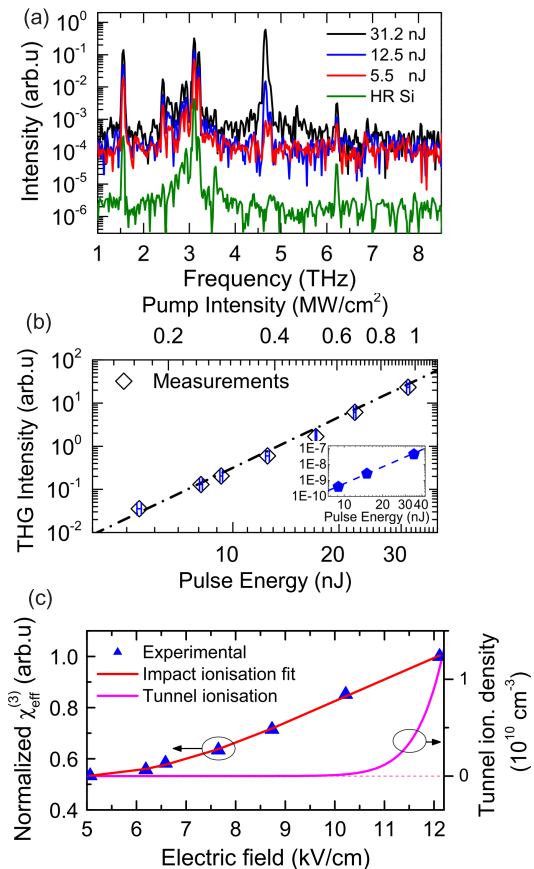 (a)
Intensity (arb.u)
10^0
10^-1
10^-2
10^-3
10^-4
10^-5
10^-6
31.2 nJ
12.5 nJ
5.5 nJ
HR Si
1 2 3 4 5 6 7 8
Frequency (THz)
Pump Intensity (MW/cm²)
(b)
0.2 0.4 0.6 0.8 1
THG Intensity (arb.u)
10^2
10^1
10^0
10^-1
10^-2
Measurements
1E-7
1E-8
1E-9
1E-10
10 20 30 40
Pulse Energy (nJ)
10 20 30
Pulse Energy (nJ)
(c)
Normalized χ_eff^(3) (arb.u)
1.0
0.8
0.6
0.4
Experimental
Impact ionisation fit
Tunnel ionisation
1
0
Tunnel ion. density
(10^10 cm^-3)
5 6 7 8 9 10 11 12
Electric field (kV/cm)